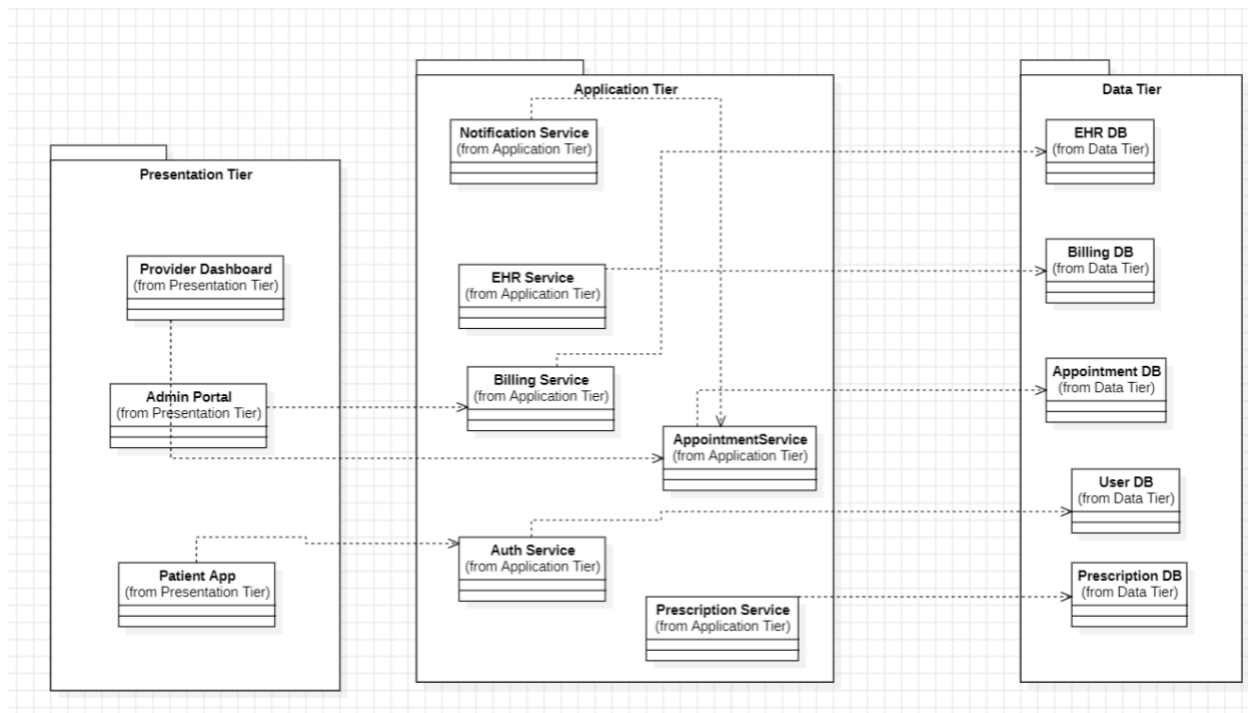 Presentation Tier
Provider Dashboard
(from Presentation Tier)
Admin Portal
(from Presentation Tier)
Patient App
(from Presentation Tier)
Application Tier
Notification Service
(from Application Tier)
EHR Service
(from Application Tier)
Billing Service
(from Application Tier)
AppointmentService
(from Application Tier)
Auth Service
(from Application Tier)
Prescription Service
(from Application Tier)
Data Tier
EHR DB
(from Data Tier)
Billing DB
(from Data Tier)
Appointment DB
(from Data Tier)
User DB
(from Data Tier)
Prescription DB
(from Data Tier)